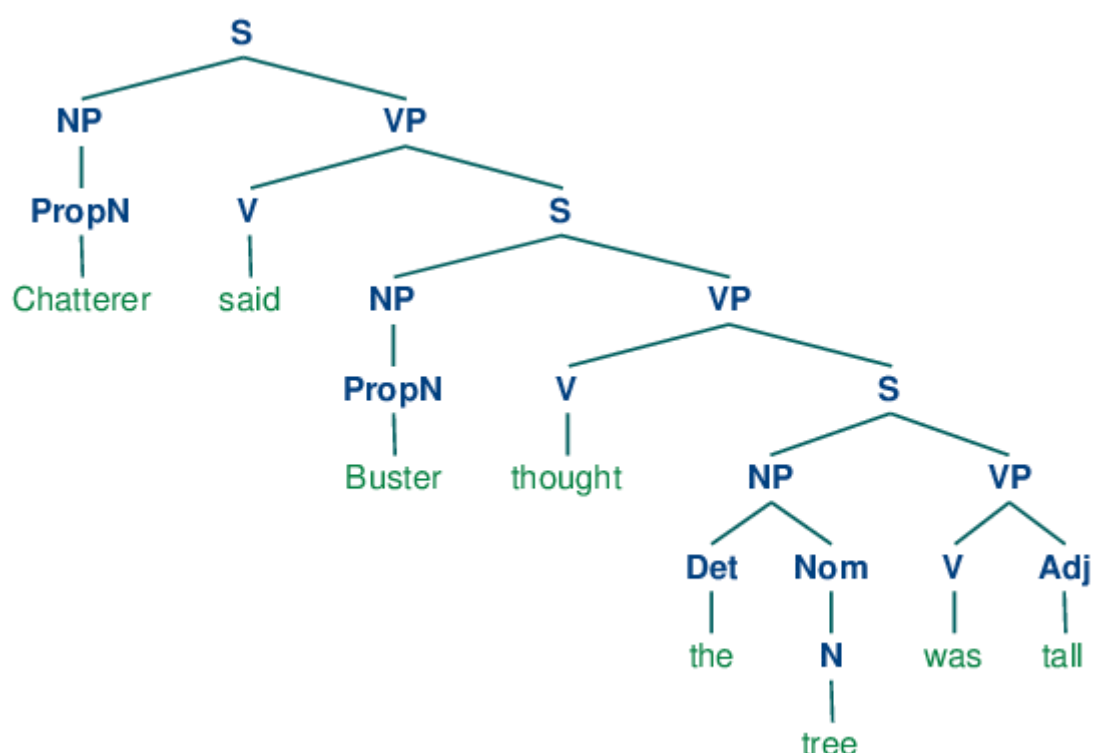 S
NP VP
PropN V S
Chatterer said NP VP
PropN V S
Buster thought NP VP
Det Nom V Adj
the N was tall
tree